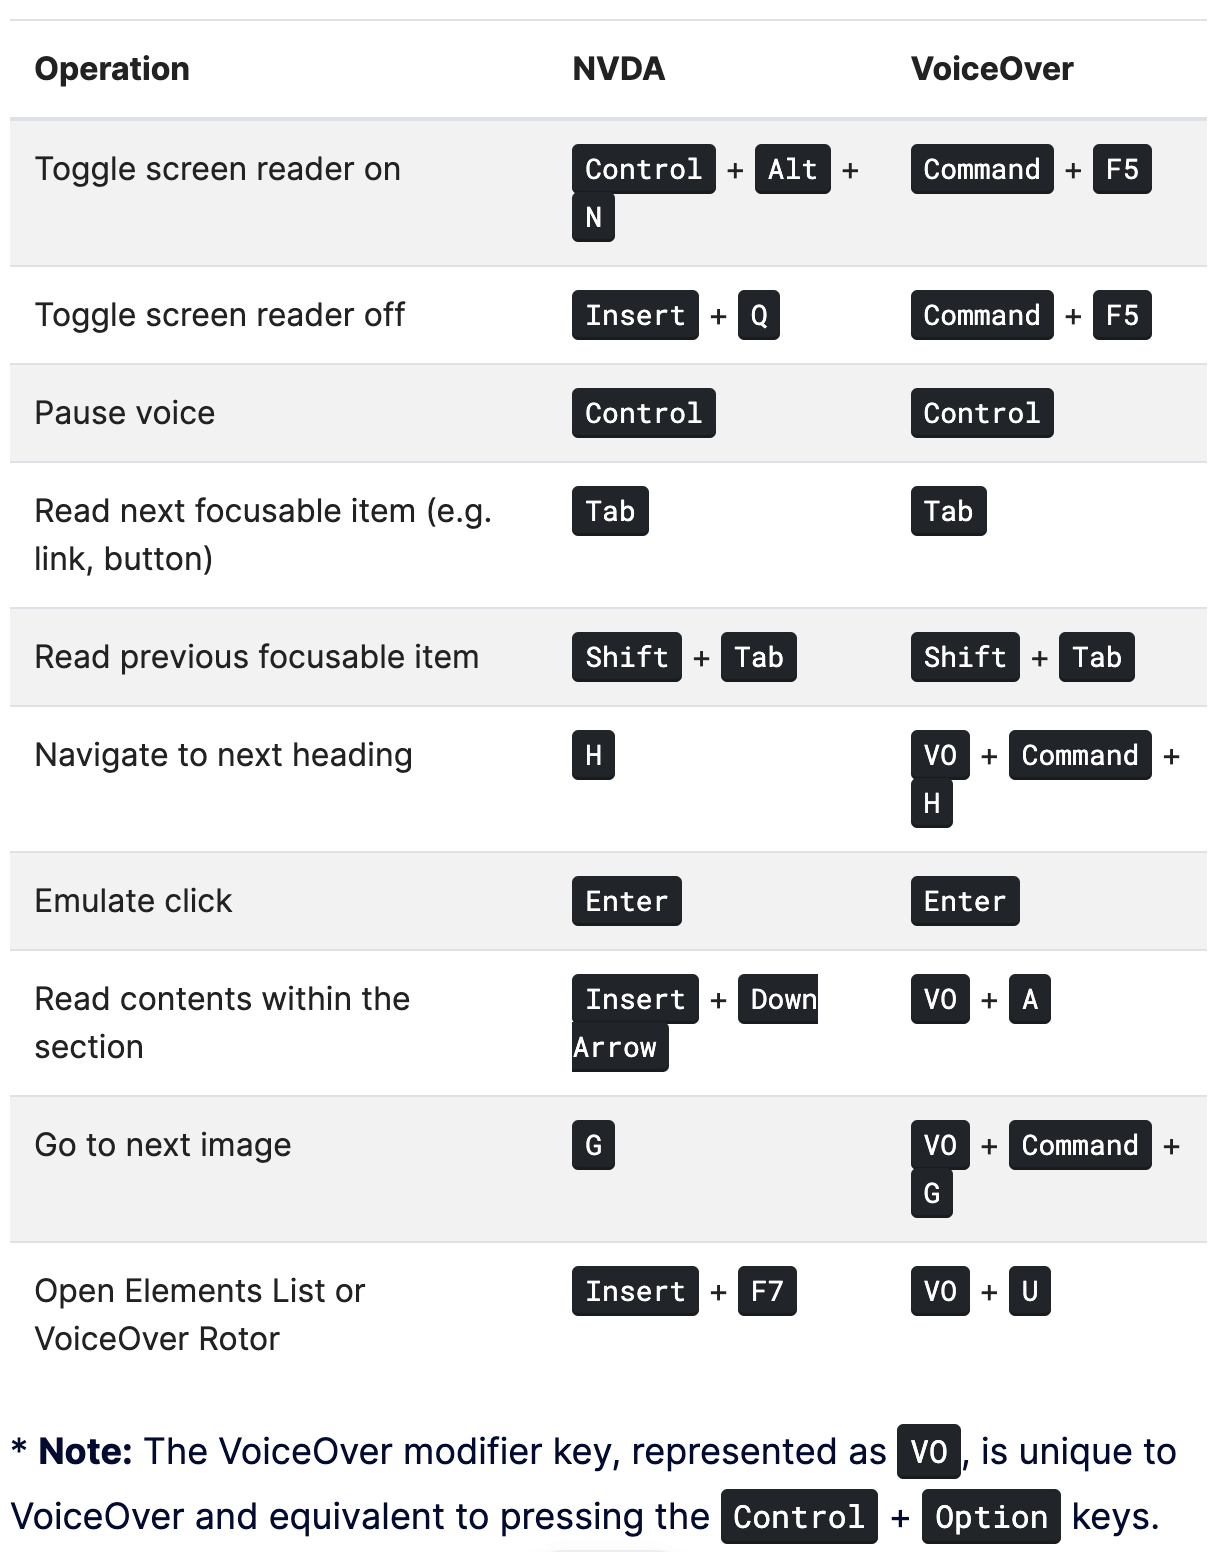 Operation NVDA VoiceOver
Toggle screen reader on Control + Alt + Command + F5
N
Toggle screen reader off Insert + Q Command + F5
Pause voice Control Control
Read next focusable item (e.g. Tab Tab
link, button)
Read previous focusable item Shift + Tab Shift + Tab
Navigate to next heading H VO + Command +
H
Emulate click Enter Enter
Read contents within the Insert + Down VO + A
section Arrow
Go to next image G VO + Command +
G
Open Elements List or Insert + F7 VO + U
VoiceOver Rotor
* Note: The VoiceOver modifier key, represented as VO, is unique to
VoiceOver and equivalent to pressing the Control + Option keys.